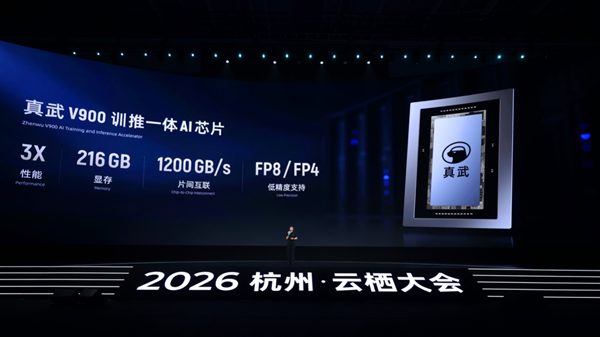 真武 V900 训推一体AI芯片
Zhenwu V900 AI Training and Inference Accelerator
3X
性能
Performance
216 GB
显存
Memory
1200 GB/s
片间互联
Chip-to-Chip Interconnect
FP8 / FP4
低精度支持
Low-Precision
真武
2026 杭州·云栖大会